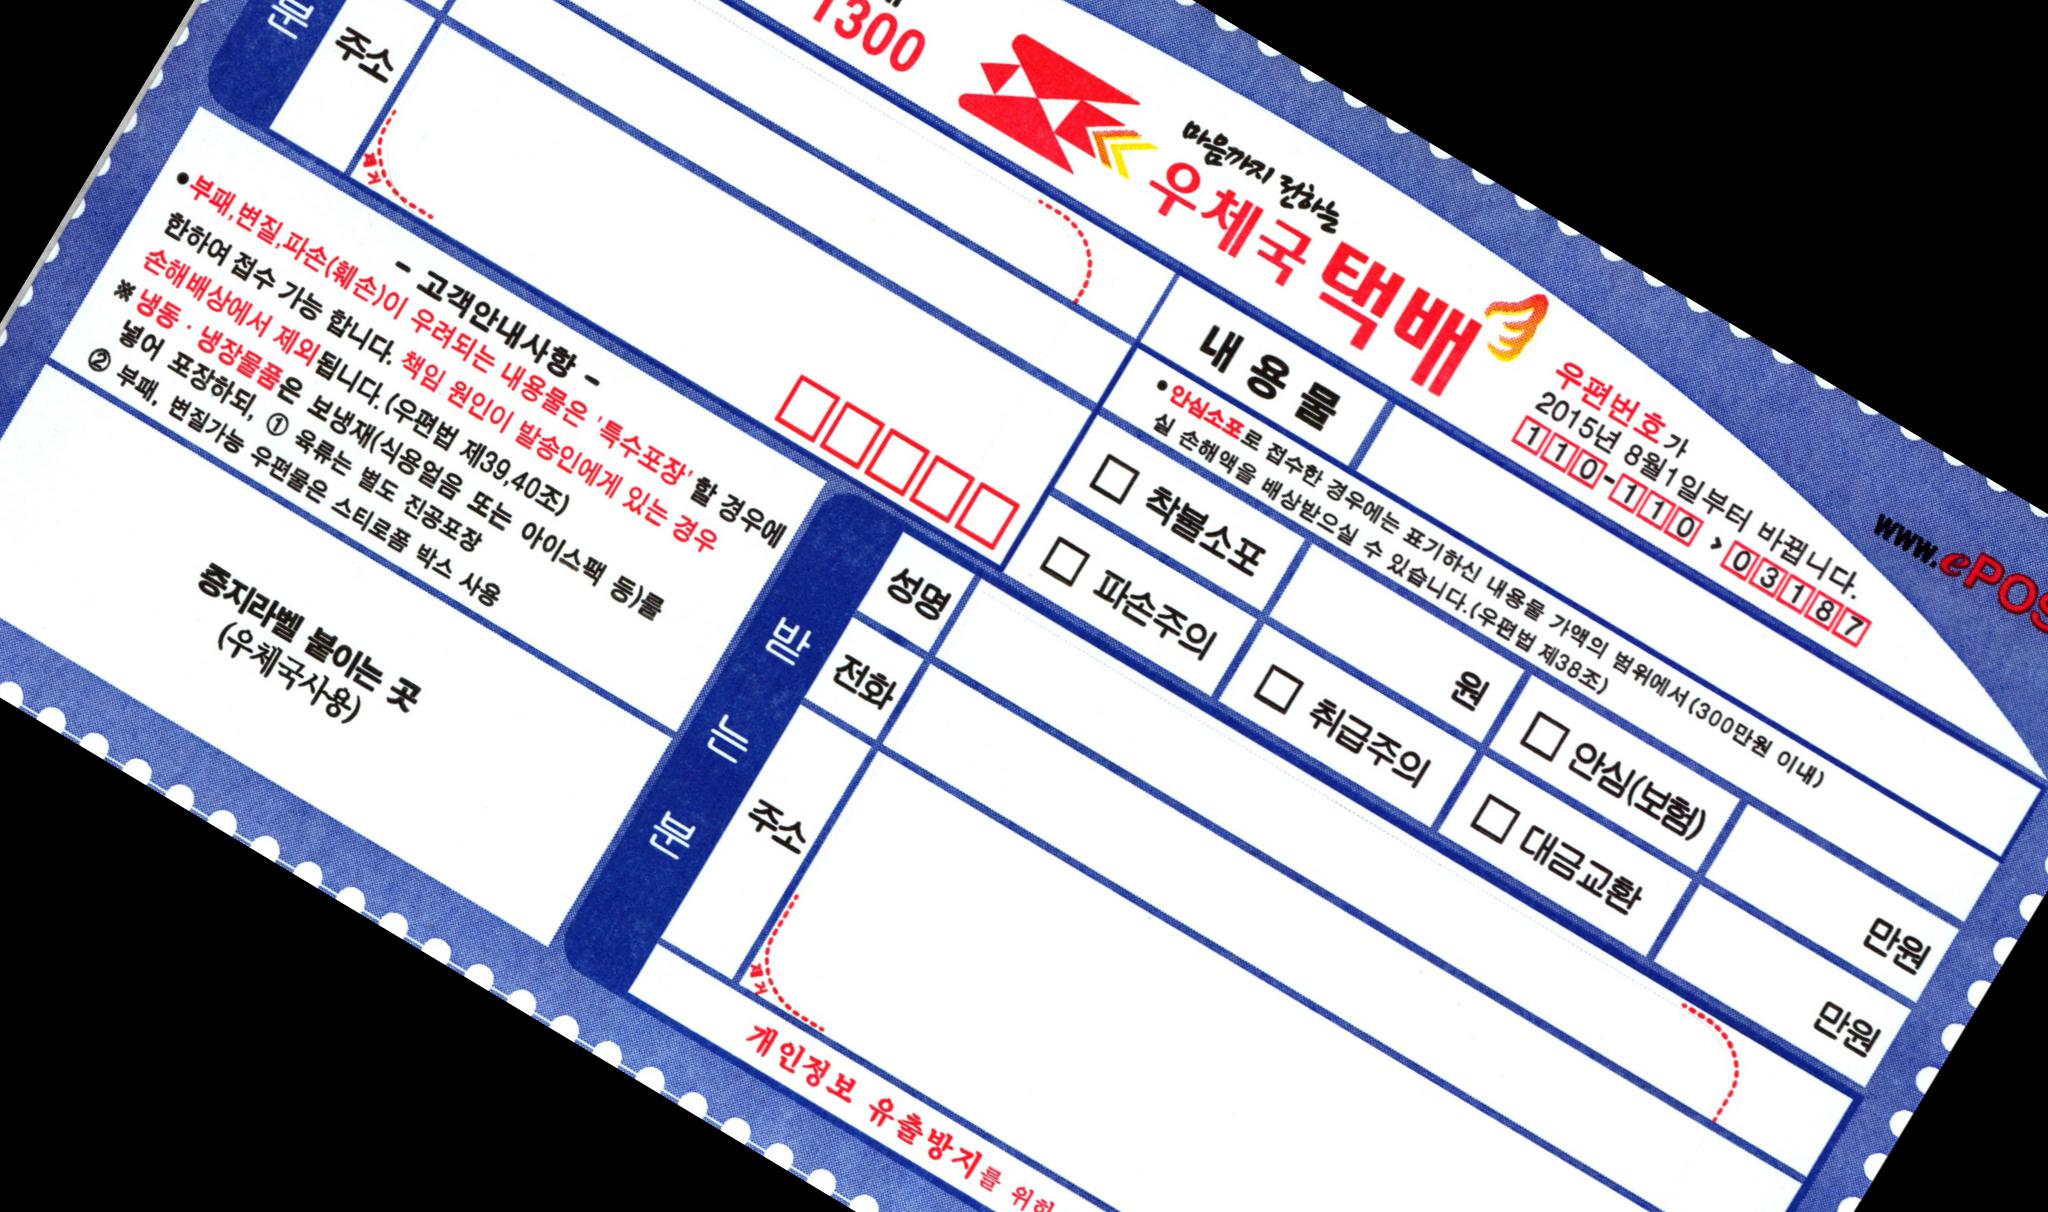 1300
마음까지 전하는
우체국 택배
우편번호가
2015년 8월1일부터 바뀝니다.
110-110 > 03187
www.ePOS
분
주소
제거
- 고객안내사항 -
•부패,변질,파손(훼손)이 우려되는 내용물은 '특수포장' 할 경우에
한하여 접수 가능 합니다. 책임 원인이 발송인에게 있는 경우
손해배상에서 제외됩니다.(우편법 제39,40조)
※ 냉동 · 냉장물품은 보냉재(식용얼음 또는 아이스팩 등)를
넣어 포장하되, ① 육류는 별도 진공포장
② 부패, 변질가능 우편물은 스티로폼 박스 사용
증지라벨 붙이는 곳
(우체국사용)
내 용 물
•안심소포로 접수한 경우에는 표기하신 내용물 가액의 범위에서(300만원 이내)
실 손해액을 배상받으실 수 있습니다.(우편법 제38조)
□ 착불소포 원 □ 안심(보험) 만원
□ 파손주의 □ 취급주의 □ 대금교환 만원
받 는 분
성명
전화
주소
제거
개인정보 유출방지를 위하